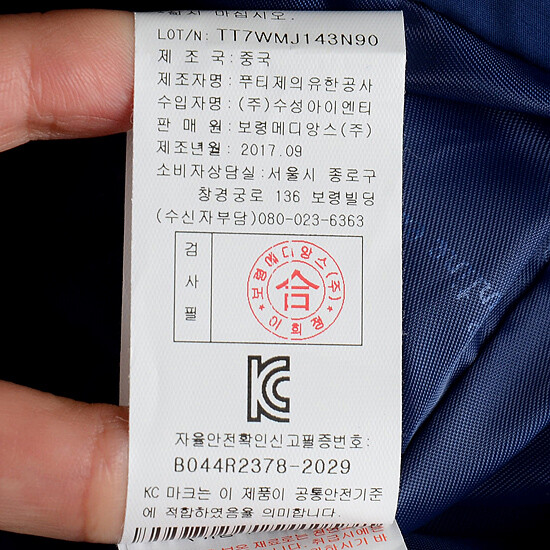 마십시오.
LOT/N: TT7WMJ143N90
제 조 국:중국
제조자명: 푸티제의유한공사
수입자명: (주)수성아이엔티
판 매 원: 보령메디앙스(주)
제조년월: 2017.09
소비자상담실:서울시 종로구
창경궁로 136 보령빌딩
(수신자부담)080-023-6363
검사필
보령메디앙스(주)
合
이희정
KC
자율안전확인신고필증번호:
B044R2378-2029
KC 마크는 이 제품이 공통안전기준
에 적합하였음을 의미합니다.